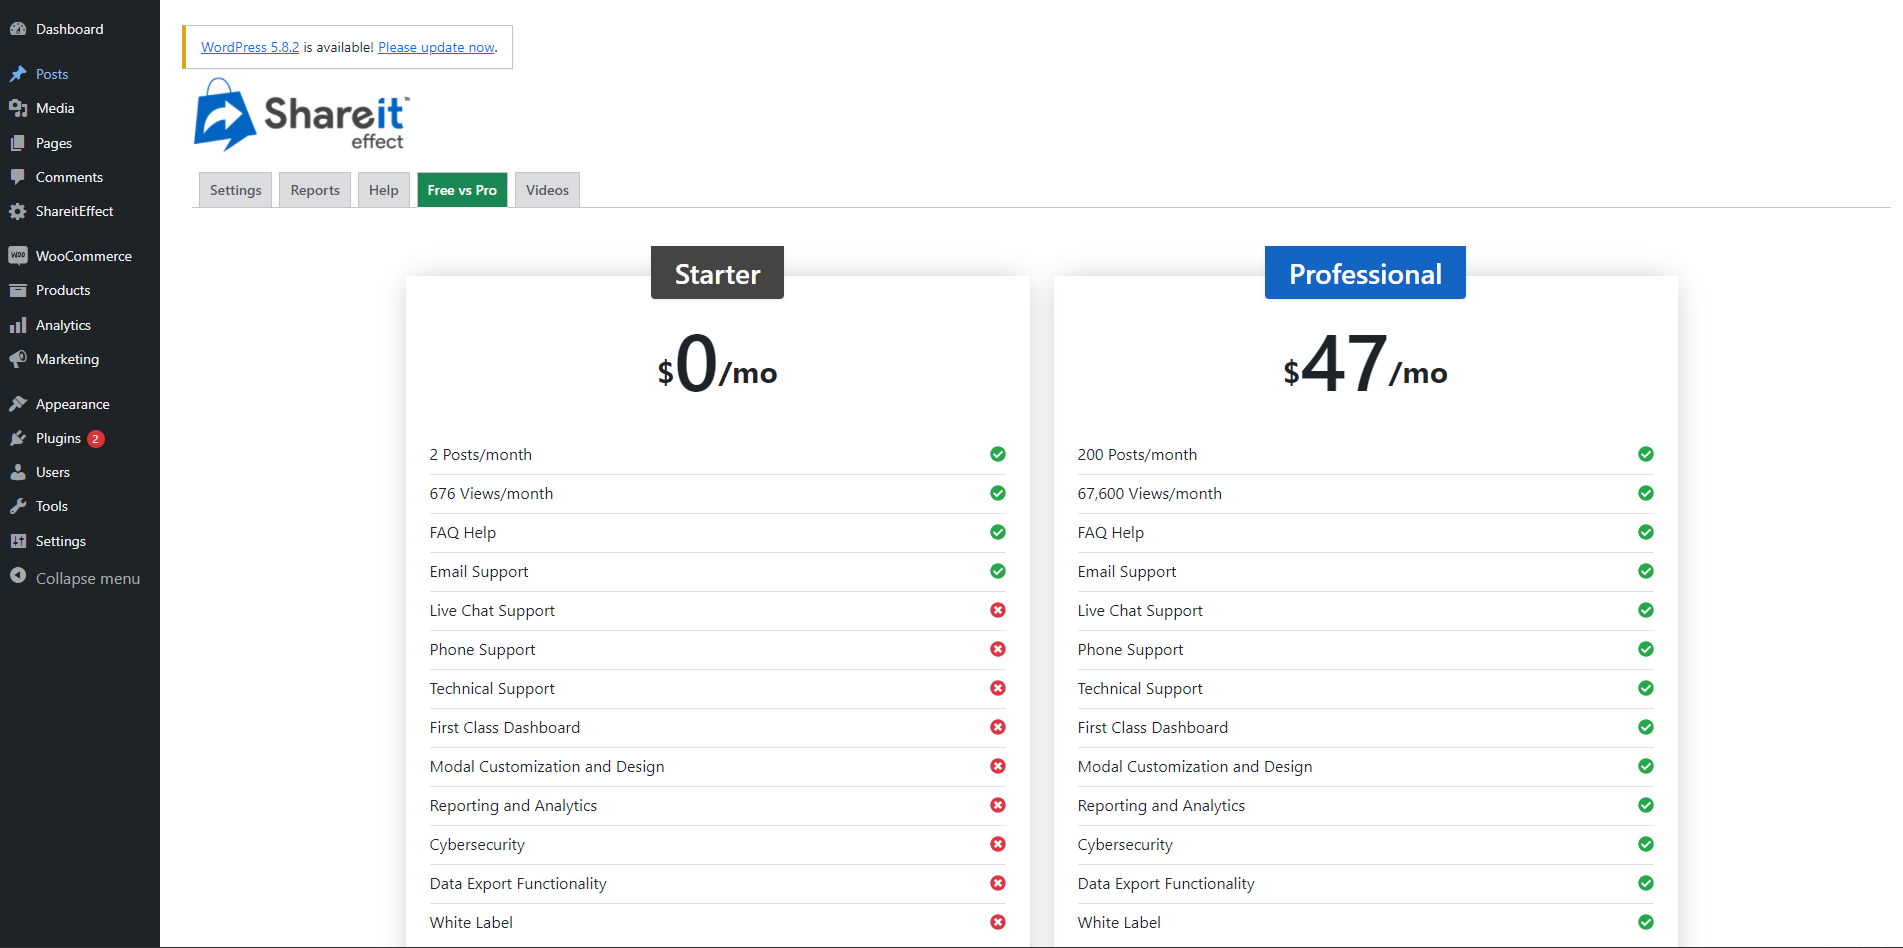 Dashboard
Posts
Media
Pages
Comments
ShareitEffect
WooCommerce
Products
Analytics
Marketing
Appearance
Plugins 2
Users
Tools
Settings
Collapse menu
WordPress 5.8.2 is available! Please update now.
Shareit™
effect
Settings
Reports
Help
Free vs Pro
Videos
Starter
$0/mo
2 Posts/month
676 Views/month
FAQ Help
Email Support
Live Chat Support
Phone Support
Technical Support
First Class Dashboard
Modal Customization and Design
Reporting and Analytics
Cybersecurity
Data Export Functionality
White Label
Professional
$47/mo
200 Posts/month
67,600 Views/month
FAQ Help
Email Support
Live Chat Support
Phone Support
Technical Support
First Class Dashboard
Modal Customization and Design
Reporting and Analytics
Cybersecurity
Data Export Functionality
White Label